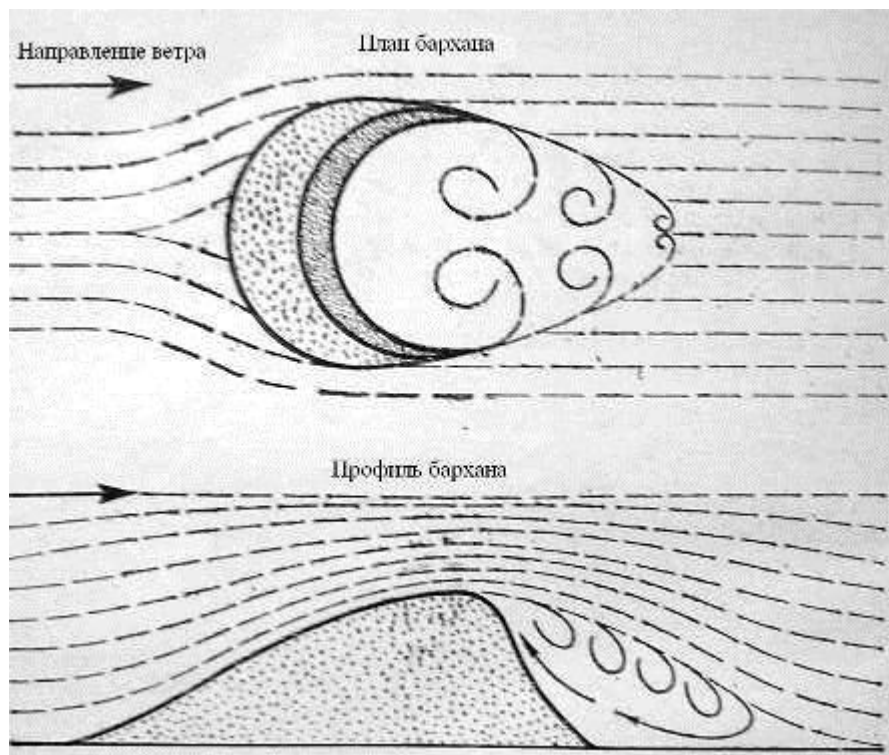 План бархана
Направление ветра
Профиль бархана